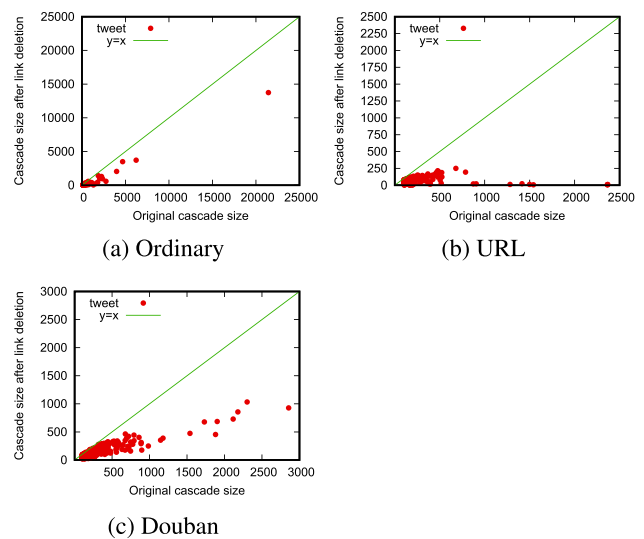 Cascade size after link deletion
25000
20000
15000
10000
5000
0
tweet
y=x
0 5000 10000 15000 20000 25000
Original cascade size
(a) Ordinary
Cascade size after link deletion
2500
2250
2000
1750
1500
1250
1000
750
500
250
0
tweet
y=x
500 1000 1500 2000 2500
Original cascade size
(b) URL
Cascade size after link deletion
3000
2500
2000
1500
1000
500
0
tweet
y=x
500 1000 1500 2000 2500 3000
Original cascade size
(c) Douban